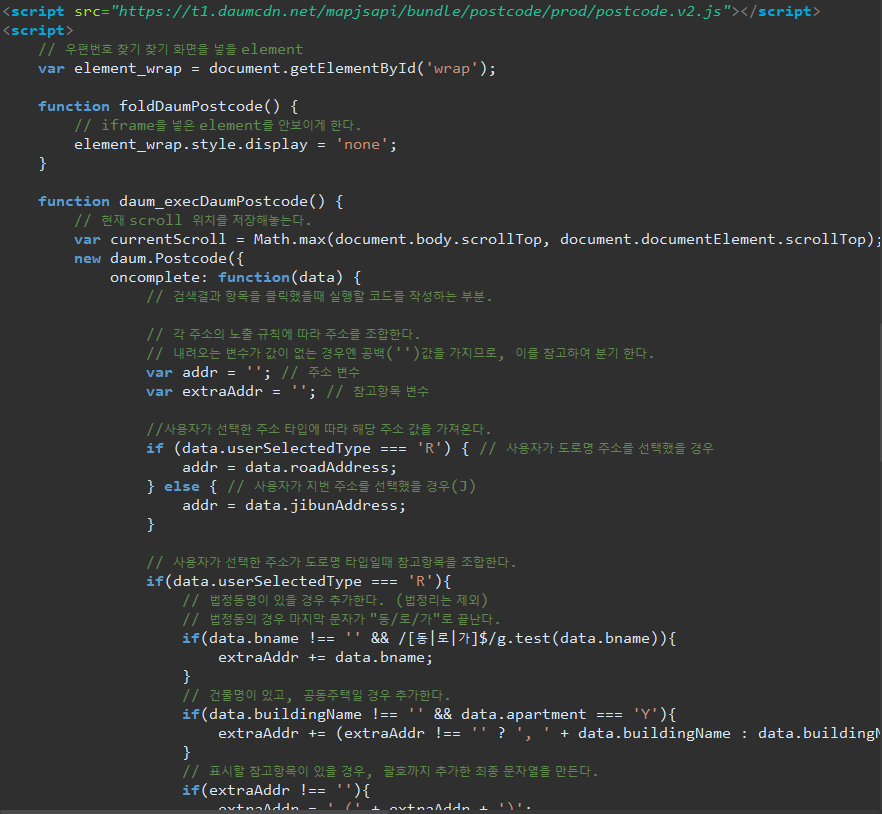 <script src="https://t1.daumcdn.net/mapjsapi/bundle/postcode/prod/postcode.v2.js"></script>
<script>
    // 우편번호 찾기 찾기 화면을 넣을 element
    var element_wrap = document.getElementById('wrap');

    function foldDaumPostcode() {
        // iframe을 넣은 element를 안보이게 한다.
        element_wrap.style.display = 'none';
    }

    function daum_execDaumPostcode() {
        // 현재 scroll 위치를 저장해놓는다.
        var currentScroll = Math.max(document.body.scrollTop, document.documentElement.scrollTop);
        new daum.Postcode({
            oncomplete: function(data) {
                // 검색결과 항목을 클릭했을때 실행할 코드를 작성하는 부분.

                // 각 주소의 노출 규칙에 따라 주소를 조합한다.
                // 내려오는 변수가 값이 없는 경우엔 공백('')값을 가지므로, 이를 참고하여 분기 한다.
                var addr = ''; // 주소 변수
                var extraAddr = ''; // 참고항목 변수

                //사용자가 선택한 주소 타입에 따라 해당 주소 값을 가져온다.
                if (data.userSelectedType === 'R') { // 사용자가 도로명 주소를 선택했을 경우
                    addr = data.roadAddress;
                } else { // 사용자가 지번 주소를 선택했을 경우(J)
                    addr = data.jibunAddress;
                }

                // 사용자가 선택한 주소가 도로명 타입일때 참고항목을 조합한다.
                if(data.userSelectedType === 'R'){
                    // 법정동명이 있을 경우 추가한다. (법정리는 제외)
                    // 법정동의 경우 마지막 문자가 "동/로/가"로 끝난다.
                    if(data.bname !== '' && /[동|로|가]$/g.test(data.bname)){
                        extraAddr += data.bname;
                    }
                    // 건물명이 있고, 공동주택일 경우 추가한다.
                    if(data.buildingName !== '' && data.apartment === 'Y'){
                        extraAddr += (extraAddr !== '' ? ', ' + data.buildingName : data.buildingN
                    }
                    // 표시할 참고항목이 있을 경우, 괄호까지 추가한 최종 문자열을 만든다.
                    if(extraAddr !== ''){
                        extraAddr = ' (' + extraAddr + ')';